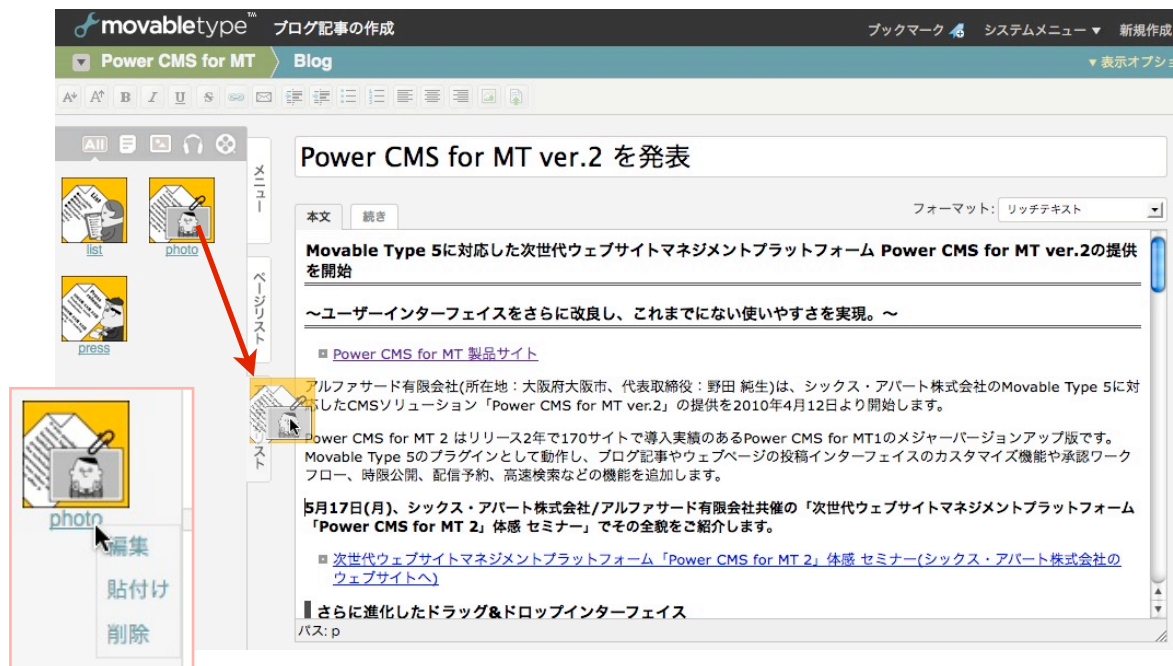 movabletype™ ブログ記事の作成 ブックマーク システムメニュー▼ 新規作成
Power CMS for MT Blog ▼表示オプショ
All
list
photo
press
メニュー
ページリスト
リスト
photo
編集
貼付け
削除
Power CMS for MT ver.2 を発表
本文 続き フォーマット: リッチテキスト
Movable Type 5に対応した次世代ウェブサイトマネジメントプラットフォーム Power CMS for MT ver.2の提供
を開始
〜ユーザーインターフェイスをさらに改良し、これまでにない使いやすさを実現。〜
Power CMS for MT 製品サイト
アルファサード有限会社(所在地：大阪府大阪市、代表取締役：野田 純生)は、シックス・アパート株式会社のMovable Type 5に対
応したCMSソリューション「Power CMS for MT ver.2」の提供を2010年4月12日より開始します。
Power CMS for MT 2 はリリース2年で170サイトで導入実績のあるPower CMS for MT1のメジャーバージョンアップ版です。
Movable Type 5のプラグインとして動作し、ブログ記事やウェブページの投稿インターフェイスのカスタマイズ機能や承認ワーク
フロー、時限公開、配信予約、高速検索などの機能を追加します。
5月17日(月)、シックス・アパート株式会社/アルファサード有限会社共催の「次世代ウェブサイトマネジメントプラットフォーム
「Power CMS for MT 2」体感 セミナー」でその全貌をご紹介します。
次世代ウェブサイトマネジメントプラットフォーム「Power CMS for MT 2」体感 セミナー(シックス・アパート株式会社の
ウェブサイトへ)
さらに進化したドラッグ&ドロップインターフェイス
パス: p